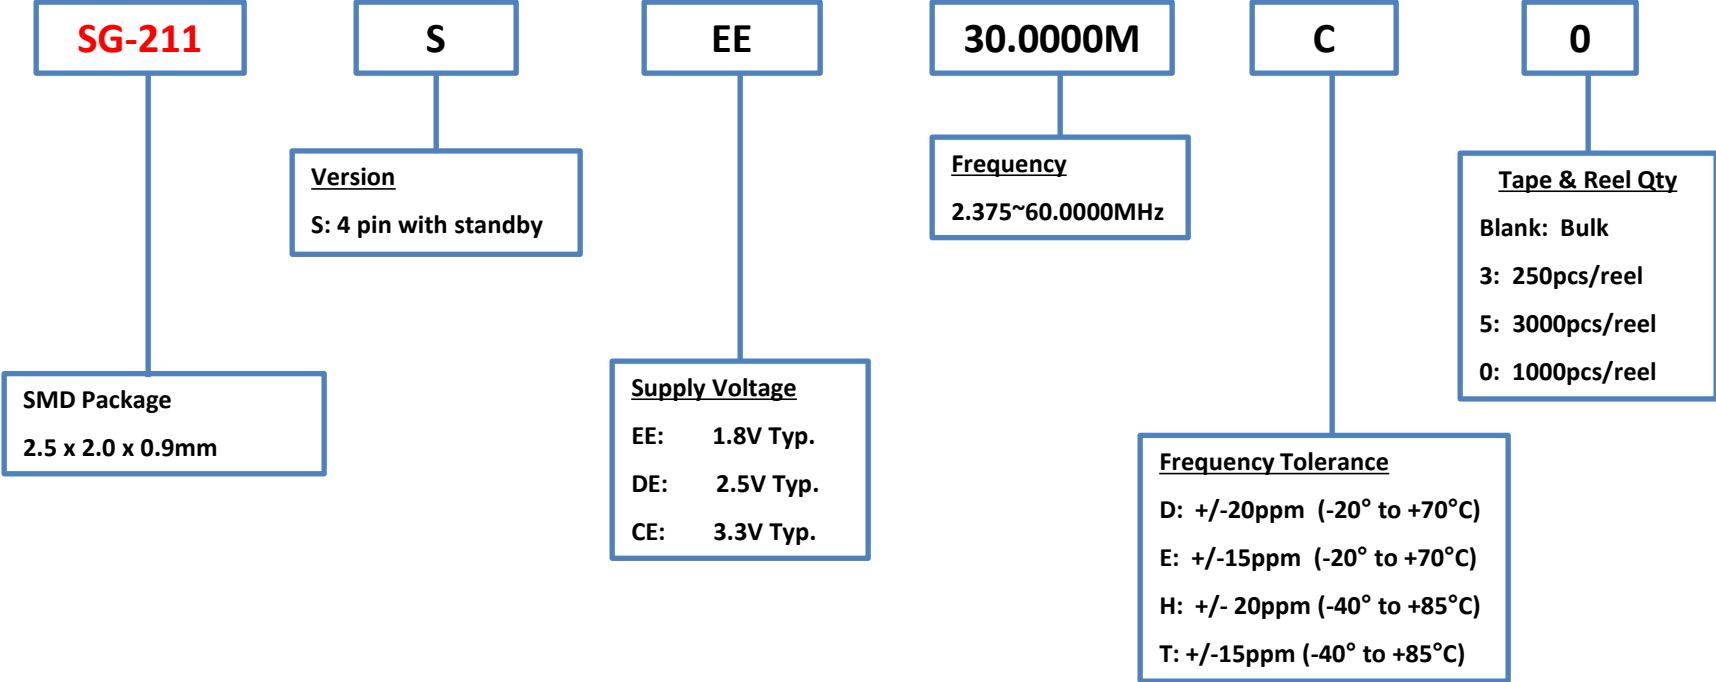 SG-211
S
EE
30.0000M
C
0
Version
S: 4 pin with standby
Frequency
2.375~60.0000MHz
Tape & Reel Qty
Blank: Bulk
3: 250pcs/reel
5: 3000pcs/reel
0: 1000pcs/reel
SMD Package
2.5 x 2.0 x 0.9mm
Supply Voltage
EE: 1.8V Typ.
DE: 2.5V Typ.
CE: 3.3V Typ.
Frequency Tolerance
D: +/-20ppm (-20° to +70°C)
E: +/-15ppm (-20° to +70°C)
H: +/- 20ppm (-40° to +85°C)
T: +/-15ppm (-40° to +85°C)